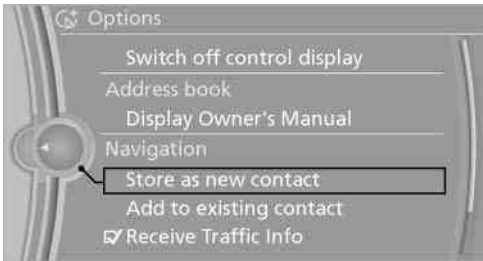 Options
Switch off control display
Address book
Display Owner's Manual
Navigation
Store as new contact
Add to existing contact
Receive Traffic Info